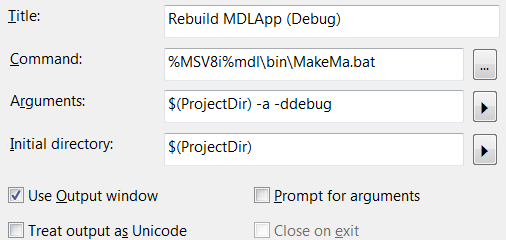 Title: Rebuild MDLApp (Debug)
Command: %MSV8i%mdl\bin\MakeMa.bat ...
Arguments: $(ProjectDir) -a -ddebug
Initial directory: $(ProjectDir)
Use Output window Prompt for arguments
Treat output as Unicode Close on exit